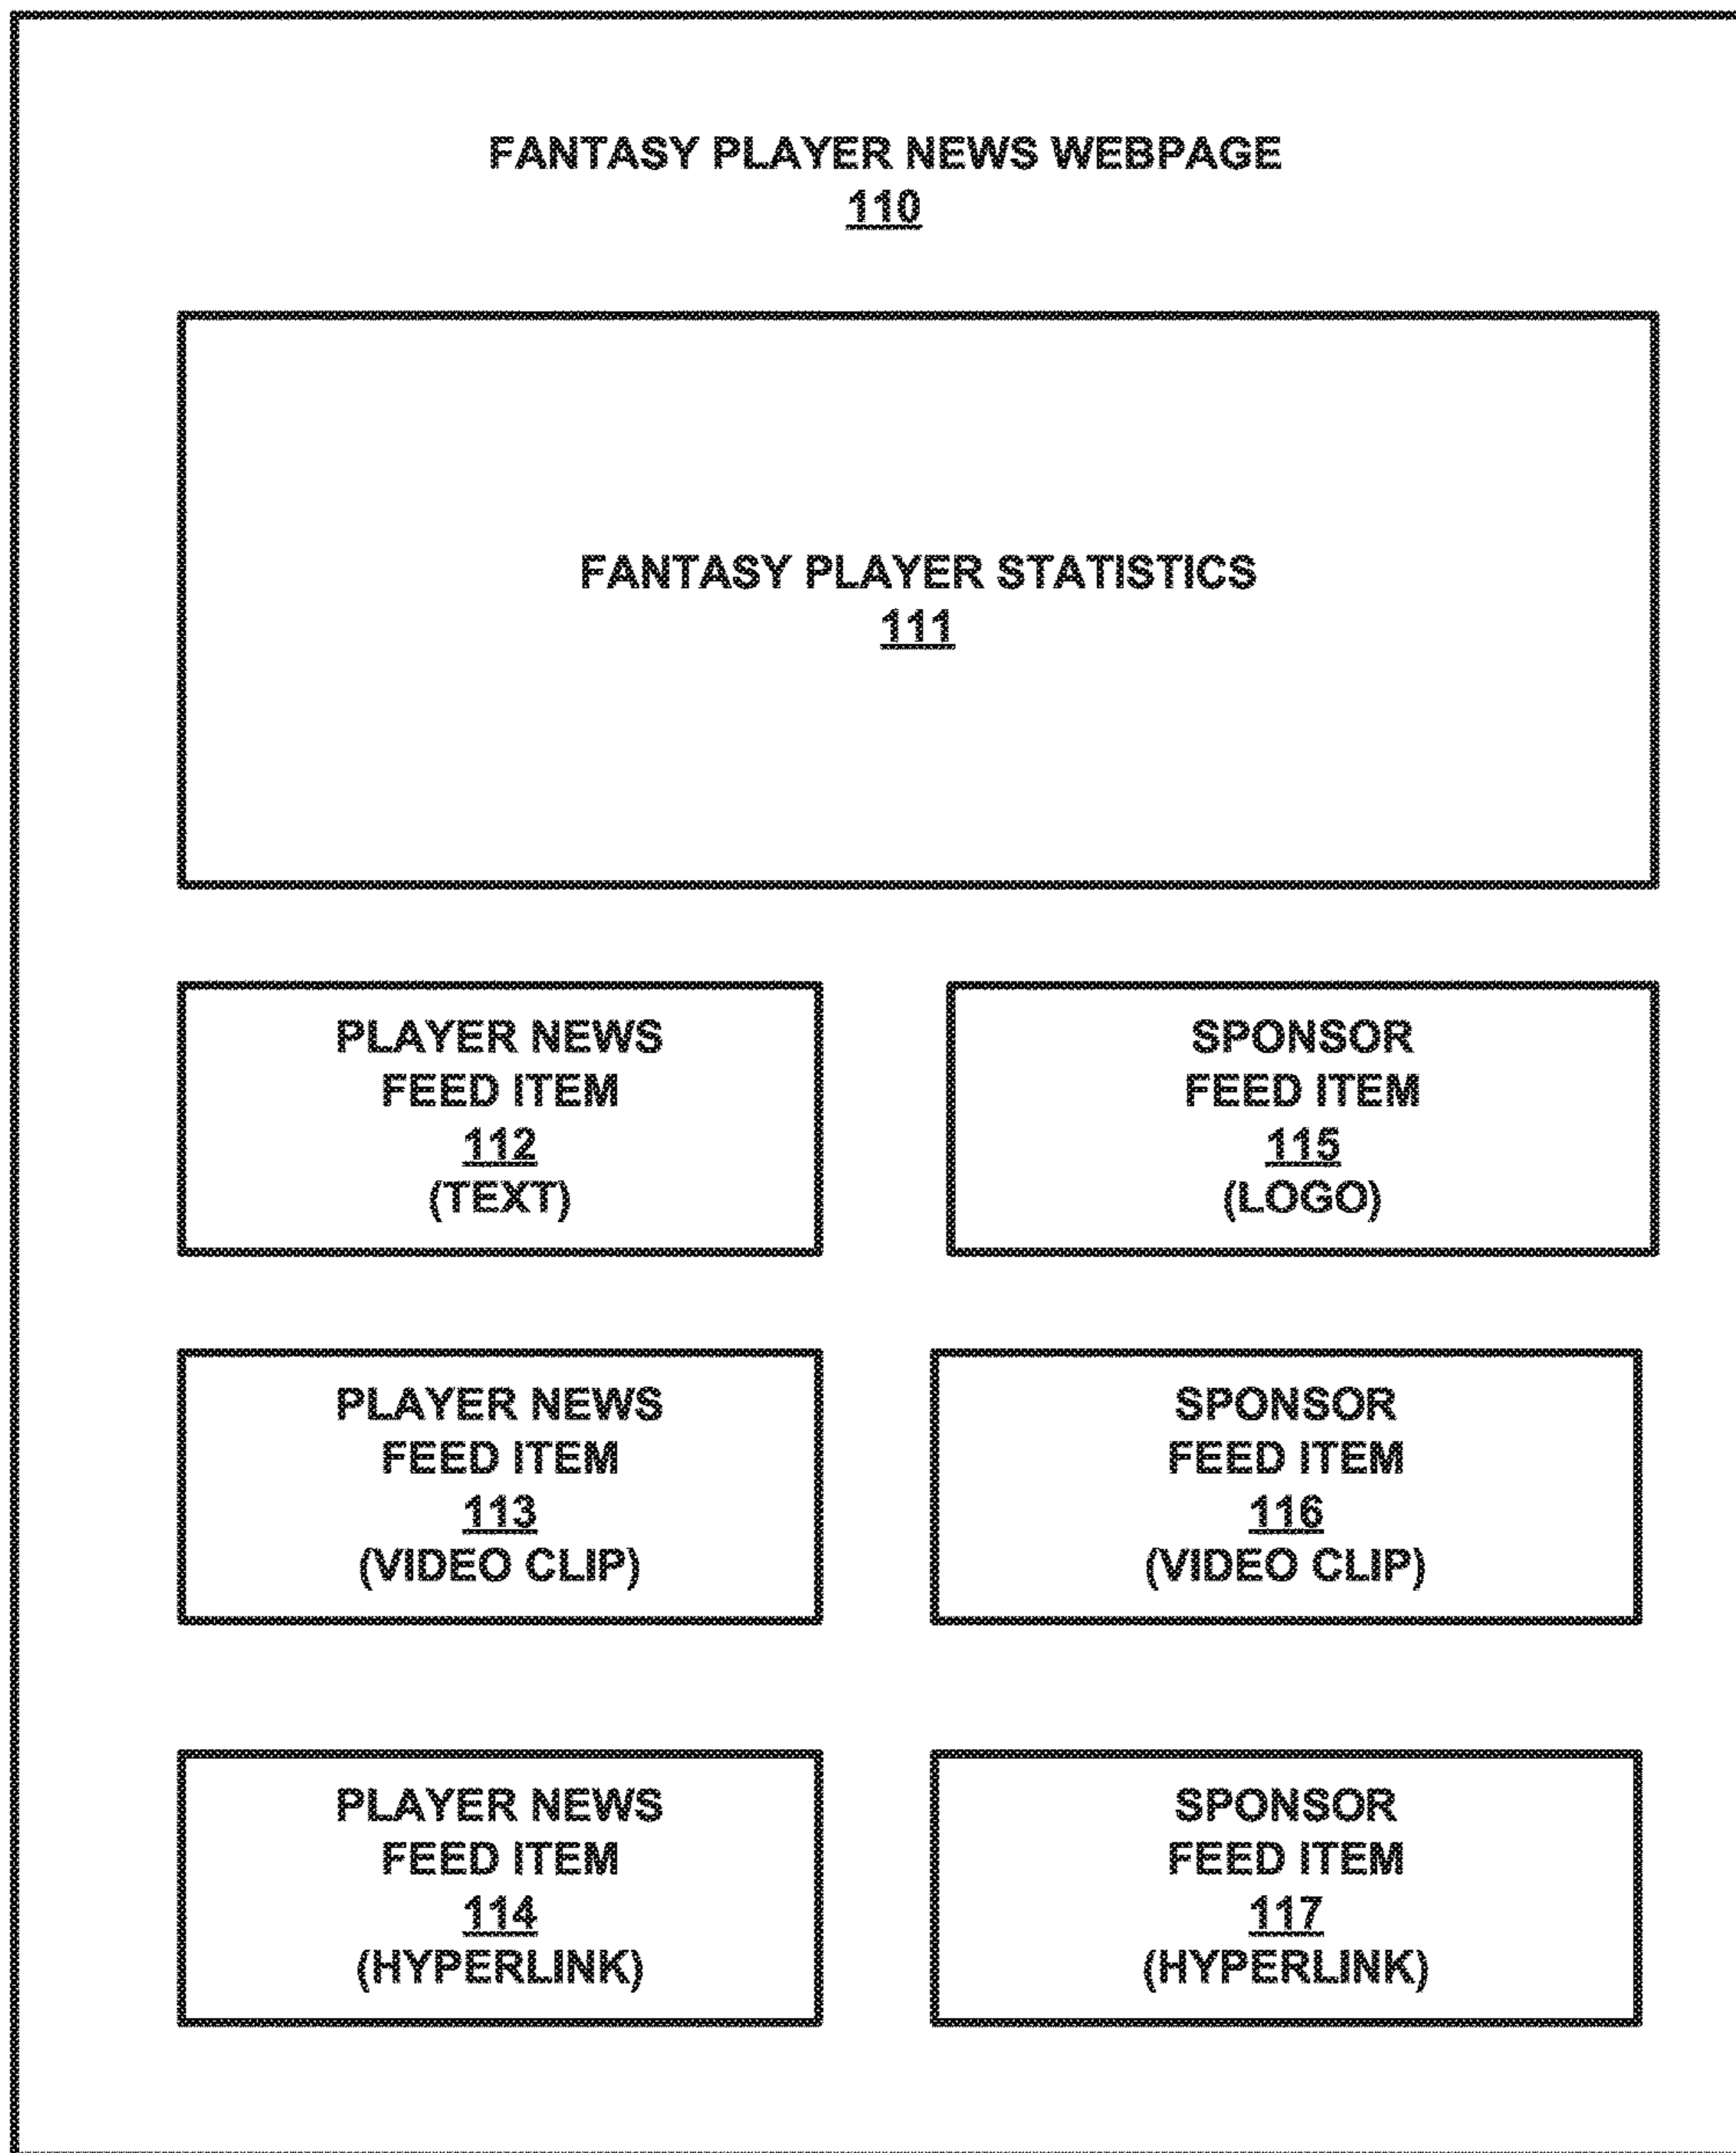 FANTASY PLAYER NEWS WEBPAGE
110
FANTASY PLAYER STATISTICS
111
PLAYER NEWS
FEED ITEM
112
(TEXT)
SPONSOR
FEED ITEM
115
(LOGO)
PLAYER NEWS
FEED ITEM
113
(VIDEO CLIP)
SPONSOR
FEED ITEM
116
(VIDEO CLIP)
PLAYER NEWS
FEED ITEM
114
(HYPERLINK)
SPONSOR
FEED ITEM
117
(HYPERLINK)